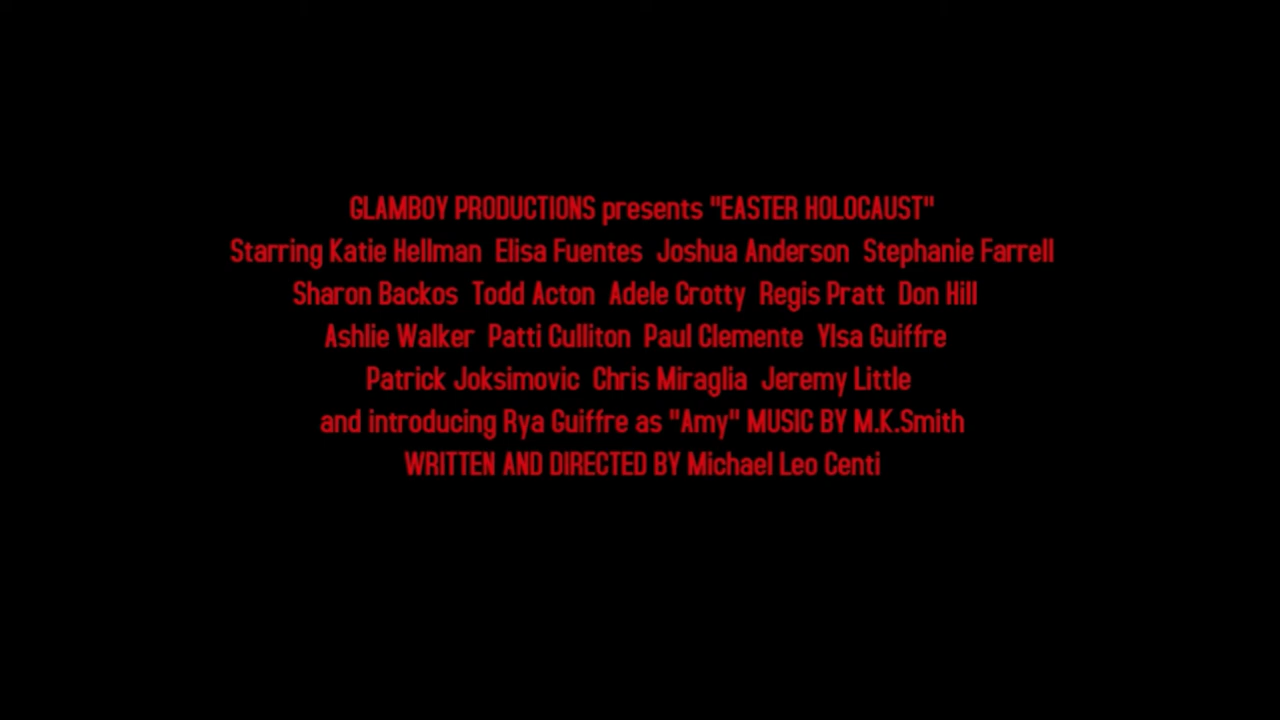 GLAMBOY PRODUCTIONS presents "EASTER HOLOCAUST"
Starring Katie Hellman Elisa Fuentes Joshua Anderson Stephanie Farrell
Sharon Backos Todd Acton Adele Crotty Regis Pratt Don Hill
Ashlie Walker Patti Culliton Paul Clemente Ylsa Guiffre
Patrick Joksimovic Chris Miraglia Jeremy Little
and introducing Rya Guiffre as "Amy" MUSIC BY M.K.Smith
WRITTEN AND DIRECTED BY Michael Leo Centi